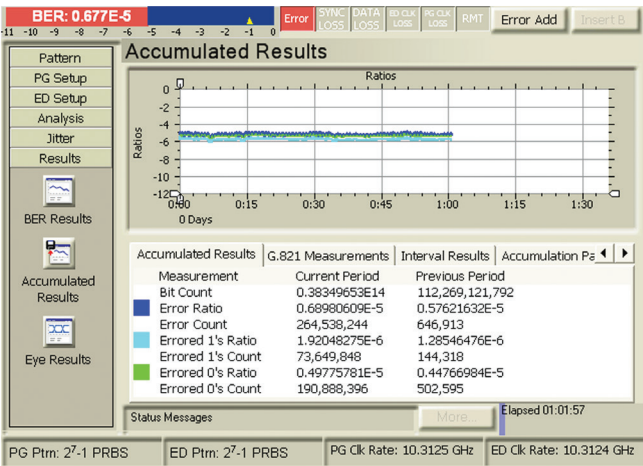 BER: 0.677E-5
-11 -10 -9 -8 -7 -6 -5 -4 -3 -2 -1 0
Error
SYNC LOSS
DATA LOSS
ED CLK LOSS
PG CLK LOSS
RMT
Error Add
Insert B
Pattern
PG Setup
ED Setup
Analysis
Jitter
Results
BER Results
Accumulated
Results
Eye Results
Accumulated Results
Ratios
Ratios
0
-2
-4
-6
-8
-10
-12
0:00 0:15 0:30 0:45 1:00 1:15 1:30
0 Days
Accumulated Results G.821 Measurements Interval Results Accumulation Pa
Measurement Current Period Previous Period
Bit Count 0.38349653E14 112,269,121,792
Error Ratio 0.68980609E-5 0.57621632E-5
Error Count 264,538,244 646,913
Errored 1's Ratio 1.92048275E-6 1.28546476E-6
Errored 1's Count 73,649,848 144,318
Errored 0's Ratio 0.49775781E-5 0.44766984E-5
Errored 0's Count 190,888,396 502,595
Status Messages
More...
Elapsed 01:01:57
PG Ptrn: 2⁷-1 PRBS
ED Ptrn: 2⁷-1 PRBS
PG Clk Rate: 10.3125 GHz
ED Clk Rate: 10.3124 GHz